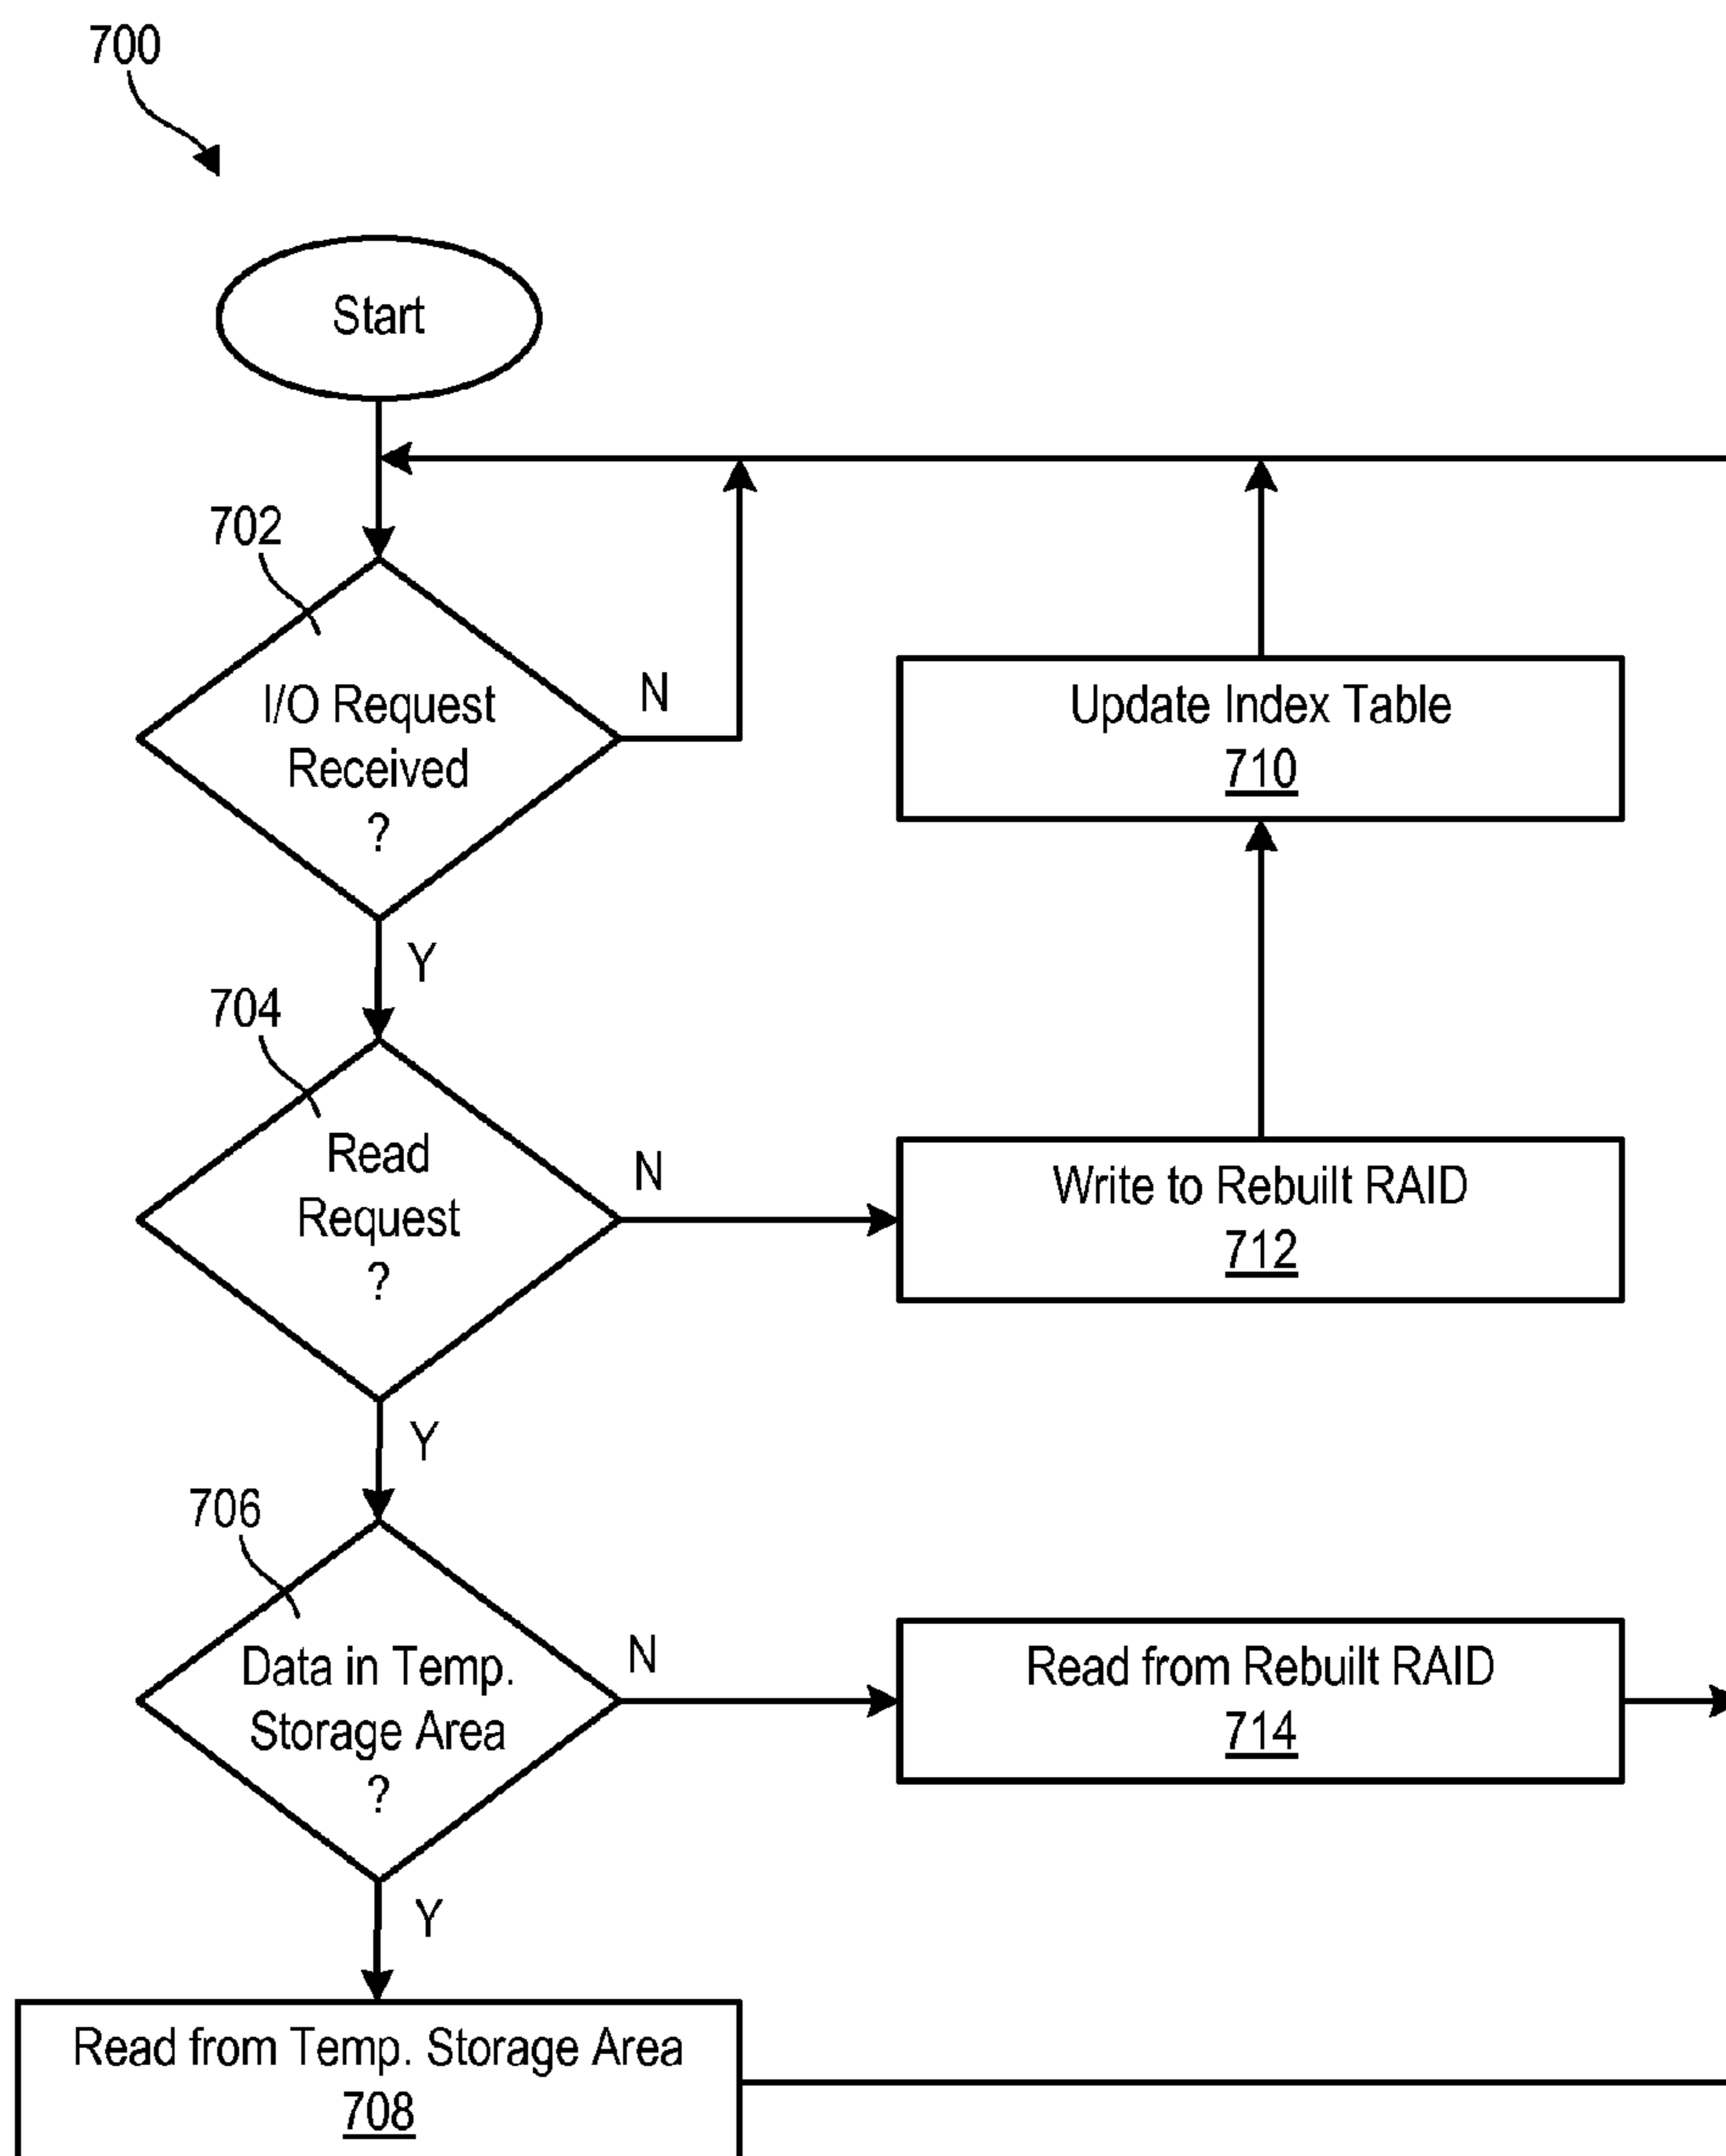 700
Start
702
I/O Request
Received
?
N
Y
Update Index Table
710
704
Read
Request
?
N
Y
Write to Rebuilt RAID
712
706
Data in Temp.
Storage Area
?
N
Y
Read from Rebuilt RAID
714
Read from Temp. Storage Area
708